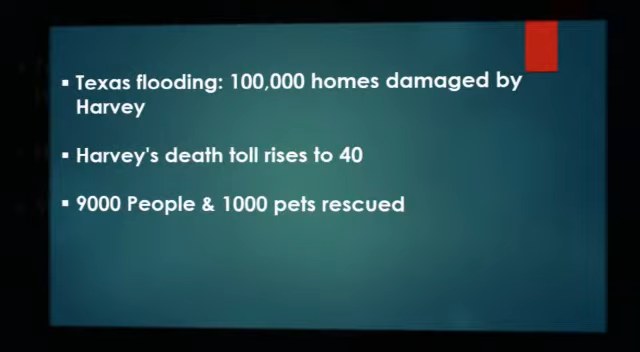 ▪ Texas flooding: 100,000 homes damaged by
Harvey
▪ Harvey's death toll rises to 40
▪ 9000 People & 1000 pets rescued